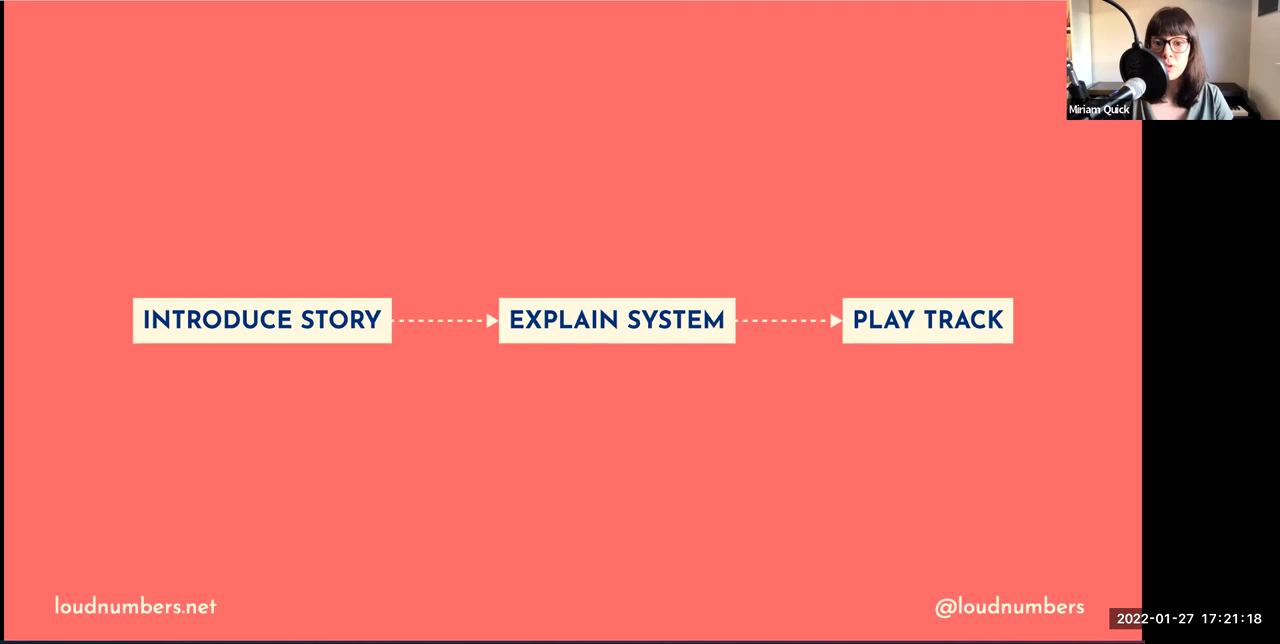 Miriam Quick
INTRODUCE STORY
EXPLAIN SYSTEM
PLAY TRACK
loudnumbers.net
@loudnumbers
2022-01-27 17:21:18